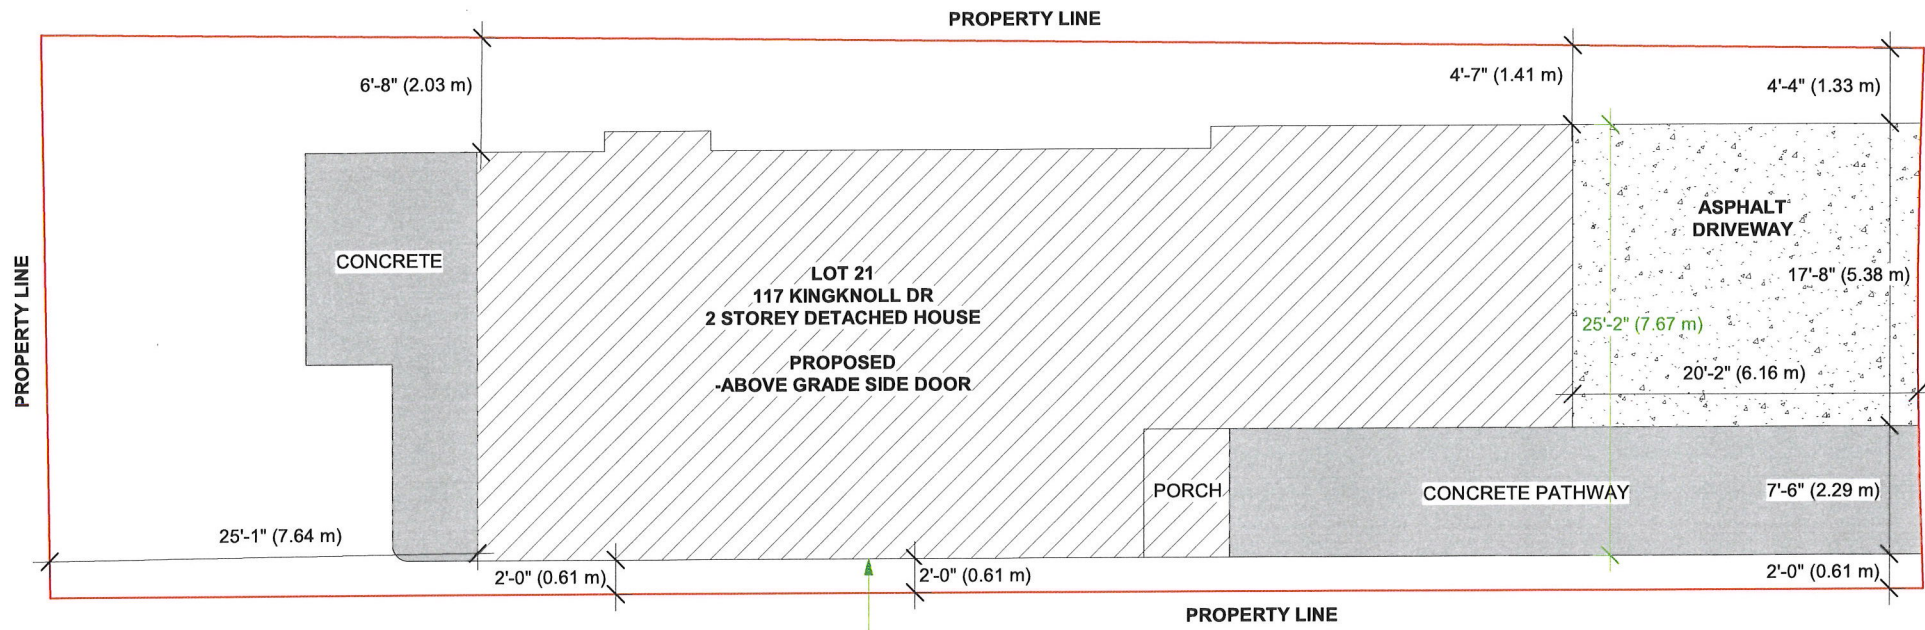 PROPERTY LINE
6'-8" (2.03 m)
4'-7" (1.41 m)
4'-4" (1.33 m)
ASPHALT
DRIVEWAY
CONCRETE
PROPERTY LINE
LOT 21
117 KINGKNOLL DR
2 STOREY DETACHED HOUSE
PROPOSED
-ABOVE GRADE SIDE DOOR
17'-8" (5.38 m)
25'-2" (7.67 m)
20'-2" (6.16 m)
PORCH
CONCRETE PATHWAY
7'-6" (2.29 m)
25'-1" (7.64 m)
2'-0" (0.61 m)
2'-0" (0.61 m)
2'-0" (0.61 m)
PROPERTY LINE